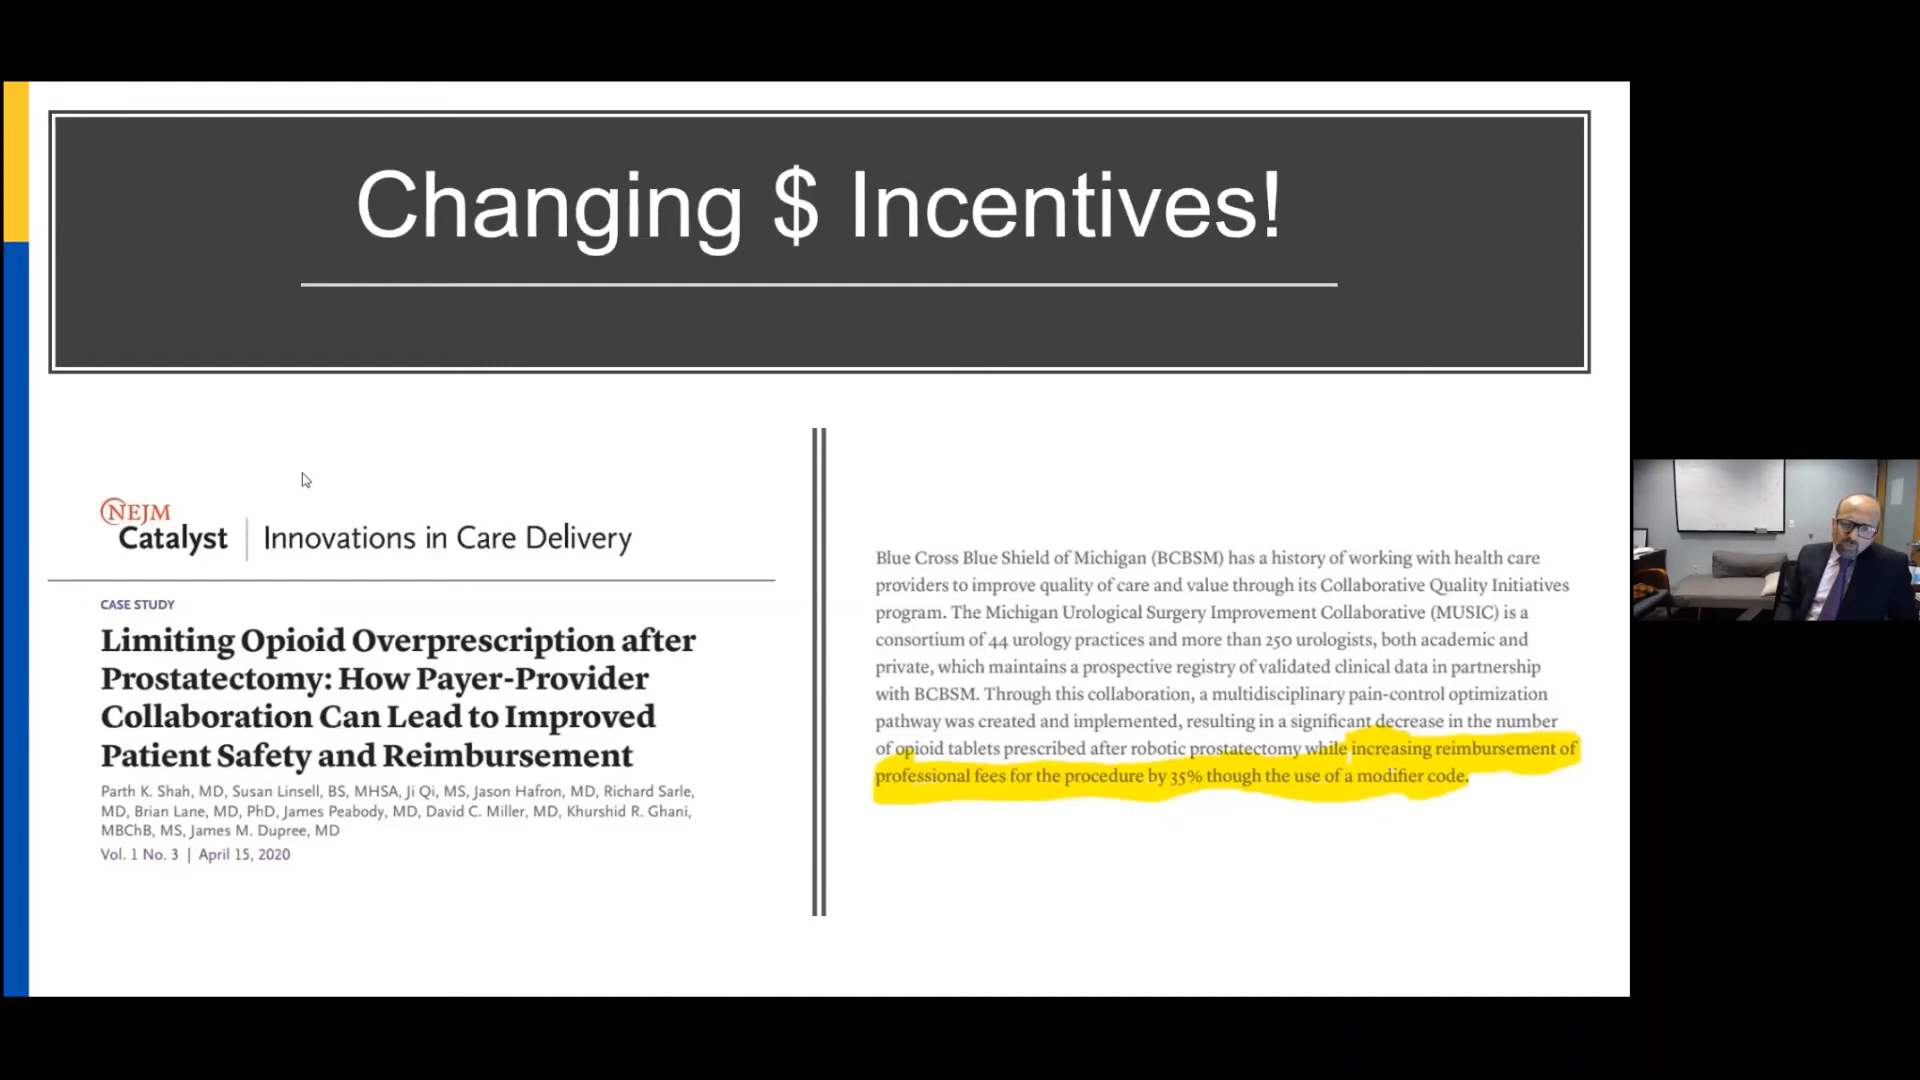 Changing $ Incentives!
NEJM
Catalyst
Innovations in Care Delivery
CASE STUDY
Limiting Opioid Overprescription after
Prostatectomy: How Payer-Provider
Collaboration Can Lead to Improved
Patient Safety and Reimbursement
Parth K. Shah, MD, Susan Linsell, BS, MHSA, Ji Qi, MS, Jason Hafron, MD, Richard Sarle,
MD, Brian Lane, MD, PhD, James Peabody, MD, David C. Miller, MD, Khurshid R. Ghani,
MBChB, MS, James M. Dupree, MD
Vol. 1 No. 3 | April 15, 2020
Blue Cross Blue Shield of Michigan (BCBSM) has a history of working with health care
providers to improve quality of care and value through its Collaborative Quality Initiatives
program. The Michigan Urological Surgery Improvement Collaborative (MUSIC) is a
consortium of 44 urology practices and more than 250 urologists, both academic and
private, which maintains a prospective registry of validated clinical data in partnership
with BCBSM. Through this collaboration, a multidisciplinary pain-control optimization
pathway was created and implemented, resulting in a significant decrease in the number
of opioid tablets prescribed after robotic prostatectomy while increasing reimbursement of
professional fees for the procedure by 35% though the use of a modifier code.